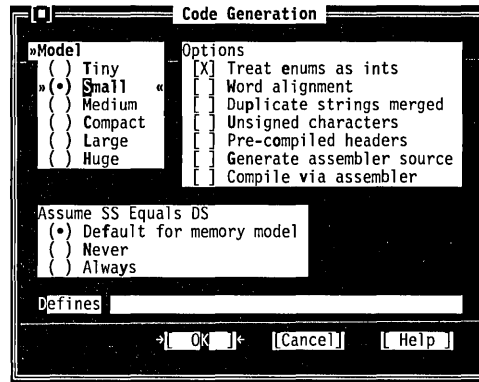 [□] Code Generation
»Model
( ) Tiny
»(•) Small «
( ) Medium
( ) Compact
( ) Large
( ) Huge
Options
[X] Treat enums as ints
[ ] Word alignment
[ ] Duplicate strings merged
[ ] Unsigned characters
[ ] Pre-compiled headers
[ ] Generate assembler source
[ ] Compile via assembler
Assume SS Equals DS
(•) Default for memory model
( ) Never
( ) Always
Defines
→[ OK ]← [Cancel] [ Help ]